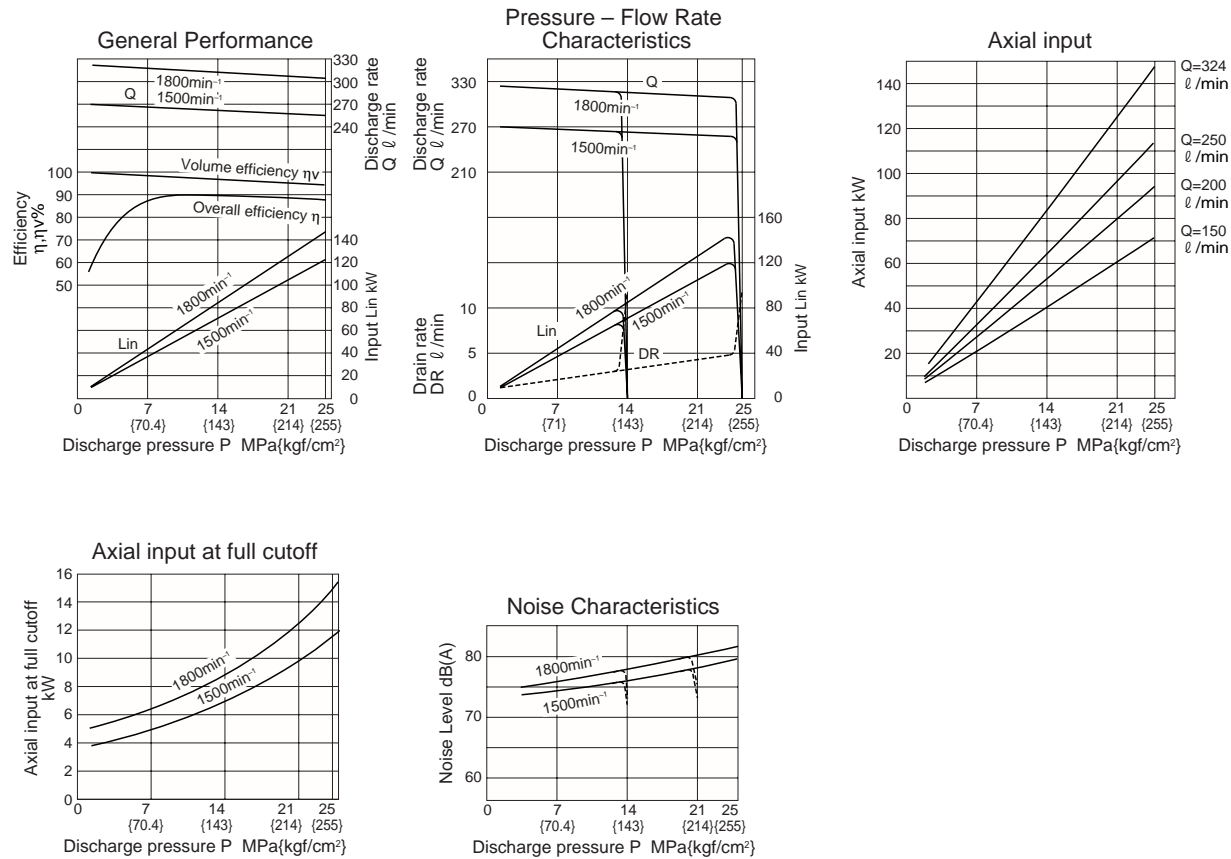 General Performance
330
300
270
240
Discharge rate
Q ℓ /min
1800min⁻¹
Q
1500min⁻¹
Volume efficiency ηv
Overall efficiency η
100
90
80
70
60
50
Efficiency
η,ηv%
140
120
100
80
60
40
20
0
Input Lin kW
1800min⁻¹
Lin
1500min⁻¹
0 7 14 21 25
{70.4} {143} {214} {255}
Discharge pressure P MPa{kgf/cm²}
Pressure – Flow Rate
Characteristics
Discharge rate
Q ℓ /min
330
270
210
Q
1800min⁻¹
1500min⁻¹
160
120
80
40
0
Input Lin kW
10
5
0
Drain rate
DR ℓ /min
1800min⁻¹
Lin
1500min⁻¹
DR
0 7 14 21 25
{71} {143} {214} {255}
Discharge pressure P MPa{kgf/cm²}
Axial input
140
120
100
80
60
40
20
Axial input kW
Q=324
ℓ /min
Q=250
ℓ /min
Q=200
ℓ /min
Q=150
ℓ /min
0 7 14 21 25
{70.4} {143} {214} {255}
Discharge pressure P MPa{kgf/cm²}
Axial input at full cutoff
16
14
12
10
8
6
4
2
0
Axial input at full cutoff
kW
1800min⁻¹
1500min⁻¹
0 7 14 21 25
{70.4} {143} {214} {255}
Discharge pressure P MPa{kgf/cm²}
Noise Characteristics
80
70
60
Noise Level dB(A)
1800min⁻¹
1500min⁻¹
0 7 14 21 25
{70.4} {143} {214}{255}
Discharge pressure P MPa{kgf/cm²}